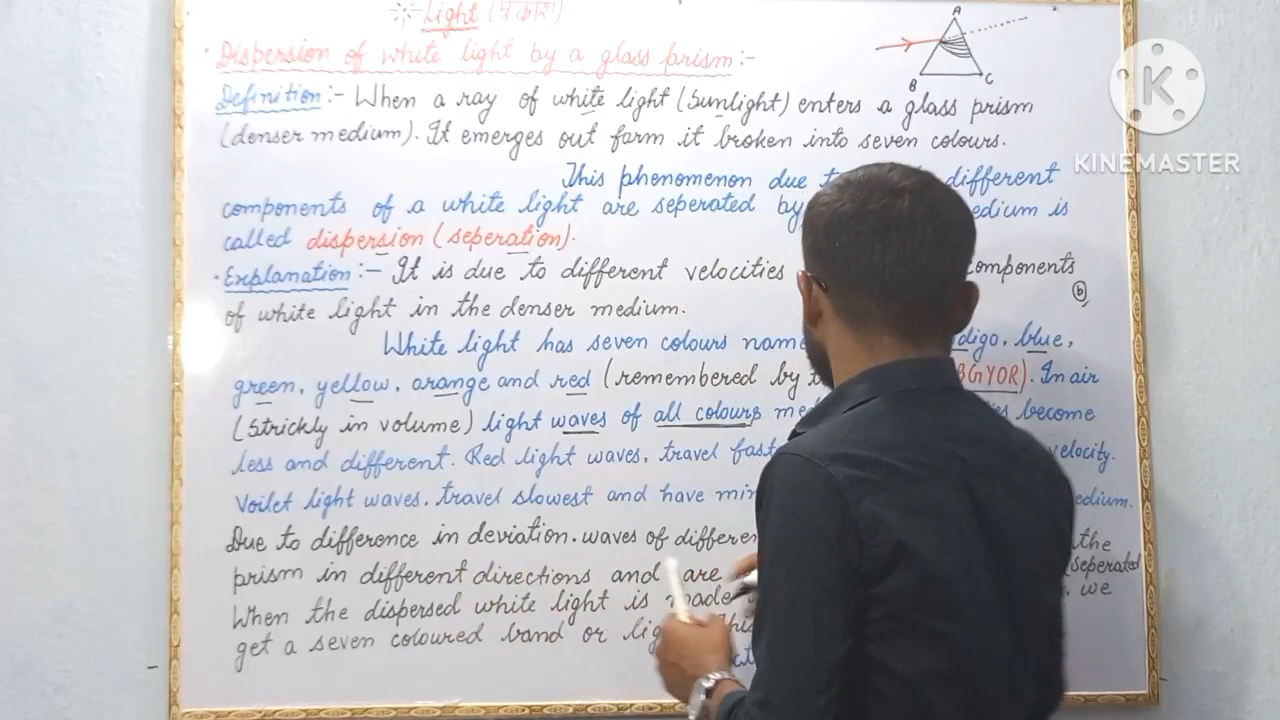 Light (प्रकाश)
· Dispersion of white light by a glass prism :-
Definition :- When a ray of white light (Sunlight) enters a glass prism
(denser medium). It emerges out farm it broken into seven colours.
This phenomenon due to different
components of a white light are seperated by medium is
called dispersion (seperation).
· Explanation :- It is due to different velocities components
of white light in the denser medium.
White light has seven colours blue,
green, yellow, orange and red (remembered by BGYOR). In air
(Strickly in volume) light waves of all colours become
less and different. Red light waves, travel velocity.
Voilet light waves, travel slowest and have medium.
Due to difference in deviation. waves of the
prism in different directions and are (seperated
When the dispersed white light is made we
get a seven coloured band or
A
B
C
6
K
KINEMASTER